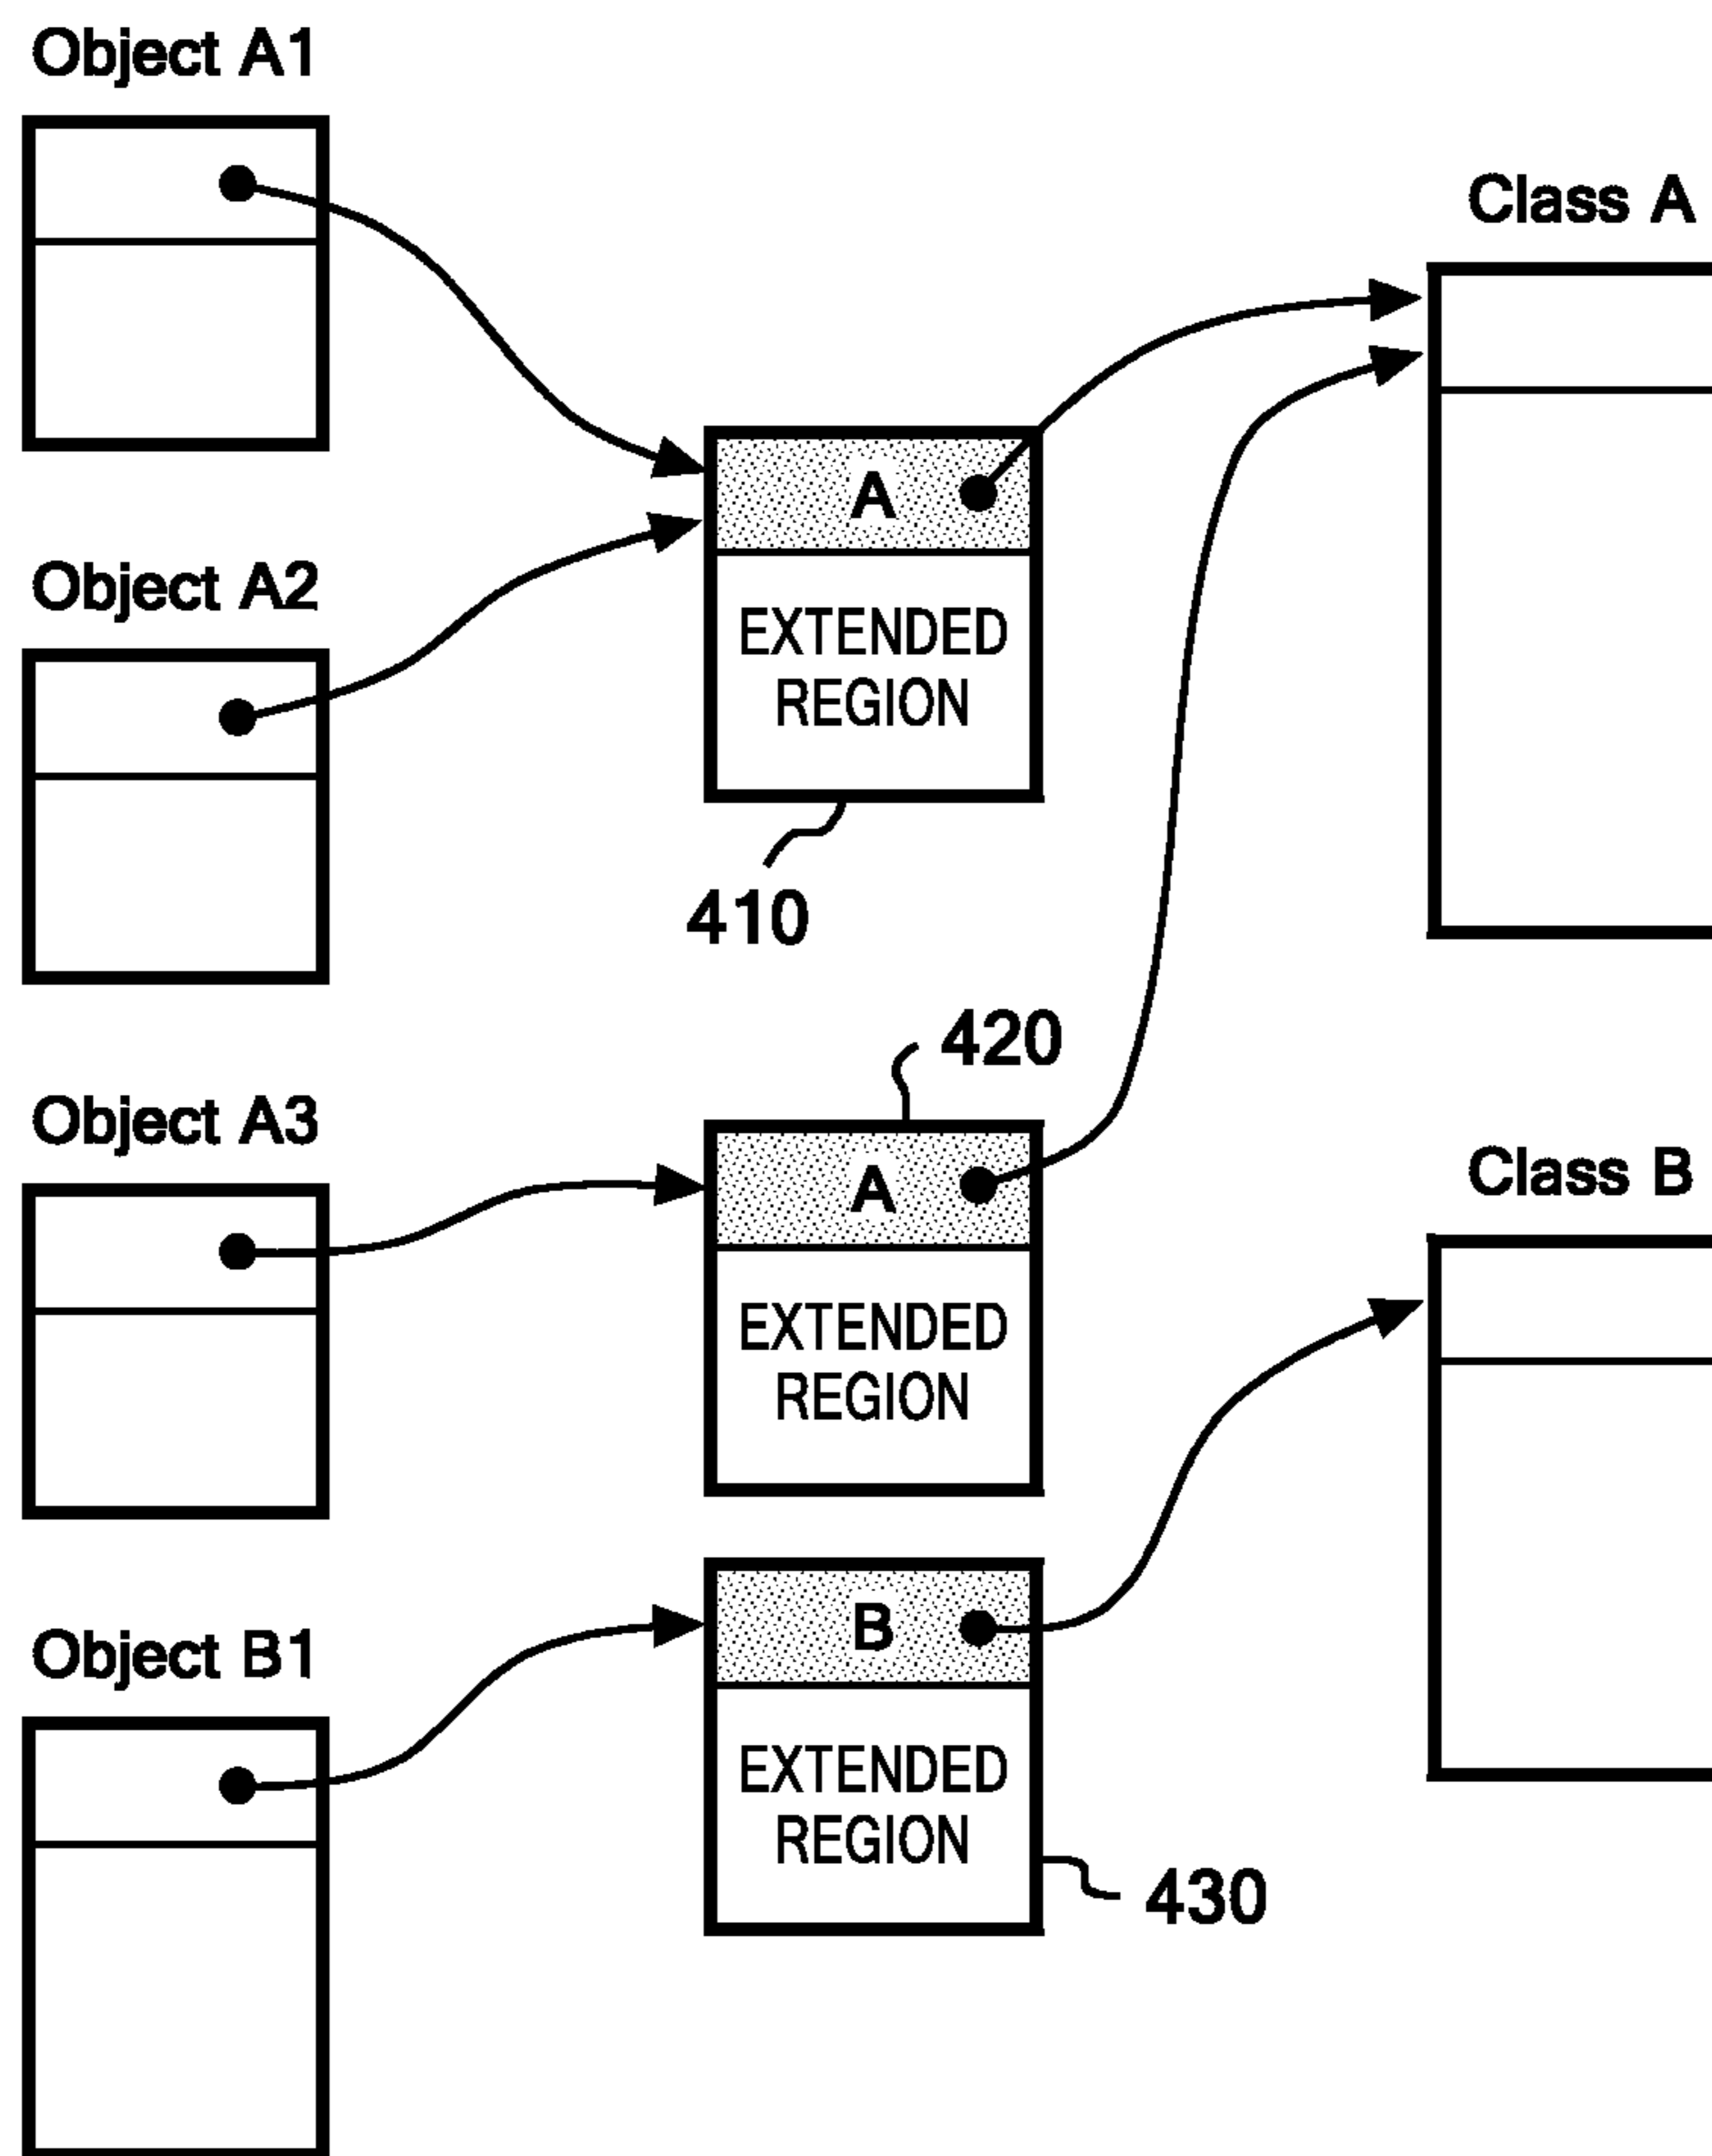 Object A1
Class A
A
Object A2
EXTENDED
REGION
410
420
Object A3
A
Class B
EXTENDED
REGION
B
Object B1
EXTENDED
REGION
430